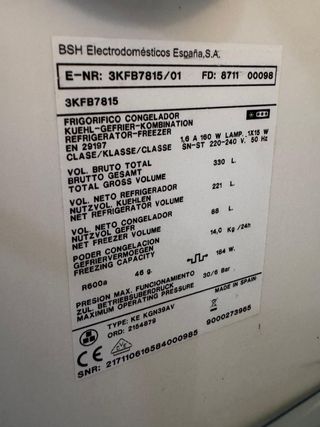 BSH Electrodomésticos España,S.A.
E-NR: 3KFB7815/01 FD: 8711 00098
3KFB7815
FRIGORIFICO CONGELADOR
KUEHL-GEFRIER-KOMBINATION
REFRIGERATOR-FREEZER
EN 29197 1,6 A 160 W LAMP. 1X15 W
CLASE/KLASSE/CLASSE SN-ST 220-240 V. 50 Hz
VOL. BRUTO TOTAL 330 L.
BRUTTO GESAMT
TOTAL GROSS VOLUME
VOL. NETO REFRIGERADOR 221 L.
NUTZVOL. KUEHLEN
NET REFRIGERATOR VOLUME
VOL. NETO CONGELADOR 88 L.
NUTZVOL GEFR
NET FREEZER VOLUME
PODER CONGELACION 14,0 Kg /24h
GEFRIERVERMOEGEN
FREEZING CAPACITY 184 W.
R600a 46 g.
PRESION MAX. FUNCIONAMIENTO 30/6 Bar
ZUL. BETRIEBSUBERDRUCK
MAXIMUM OPERATING PRESSURE
MADE IN SPAIN
TYPE: KE KGN39AV
ORD: 2154879
CE 9000273965
SNR: 217110616584000985